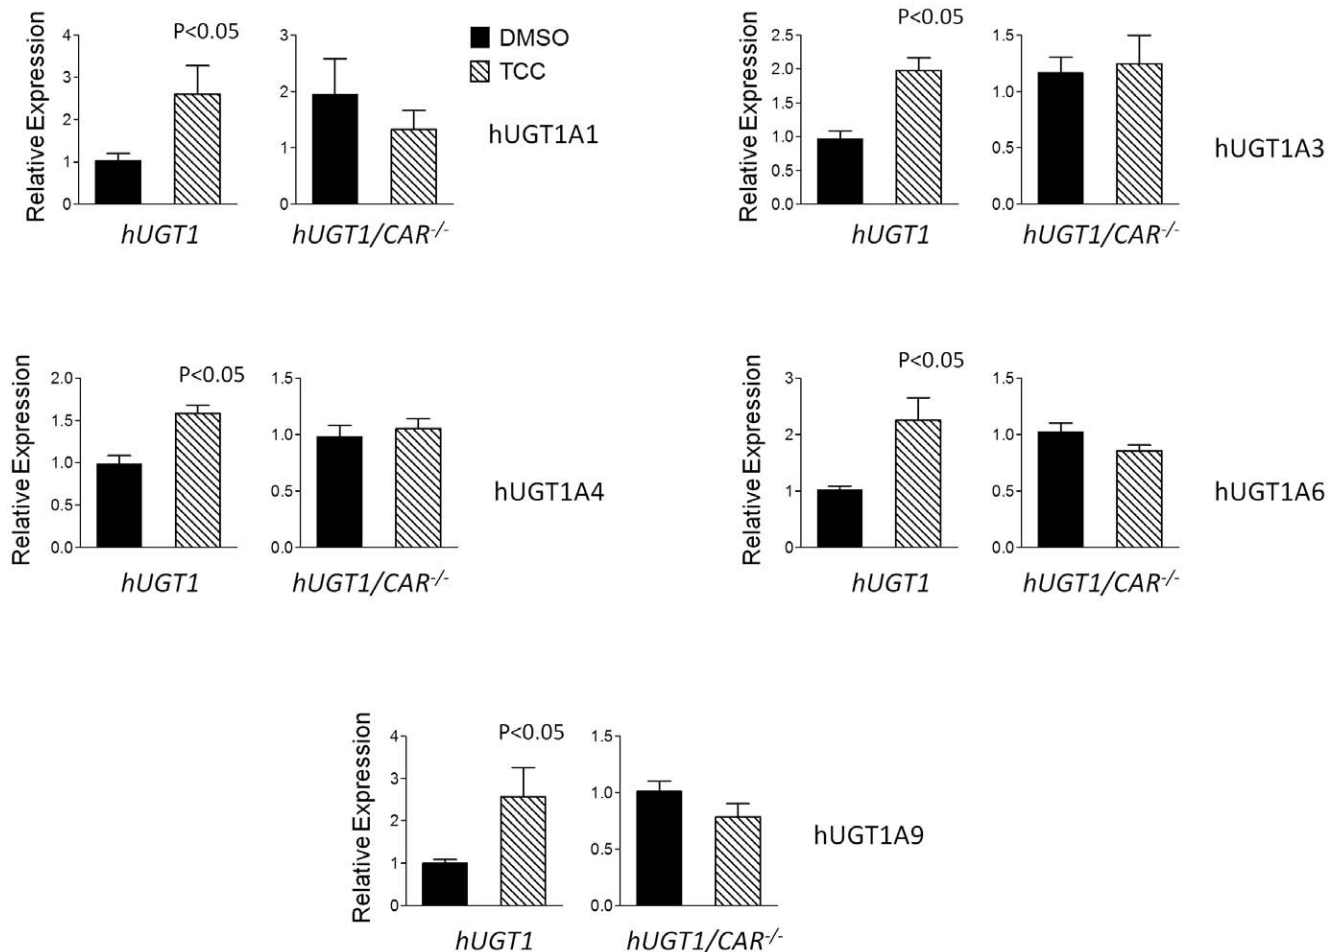 P<0.05
Relative Expression
4
3
2
1
0
hUGT1
3
2
1
0
hUGT1/CAR-/-
DMSO
TCC
hUGT1A1
P<0.05
Relative Expression
2.5
2.0
1.5
1.0
0.5
0.0
hUGT1
1.5
1.0
0.5
0.0
hUGT1/CAR-/-
hUGT1A3
P<0.05
Relative Expression
2.0
1.5
1.0
0.5
0.0
hUGT1
1.5
1.0
0.5
0.0
hUGT1/CAR-/-
hUGT1A4
P<0.05
Relative Expression
3
2
1
0
hUGT1
1.5
1.0
0.5
0.0
hUGT1/CAR-/-
hUGT1A6
P<0.05
Relative Expression
4
3
2
1
0
hUGT1
1.5
1.0
0.5
0.0
hUGT1/CAR-/-
hUGT1A9